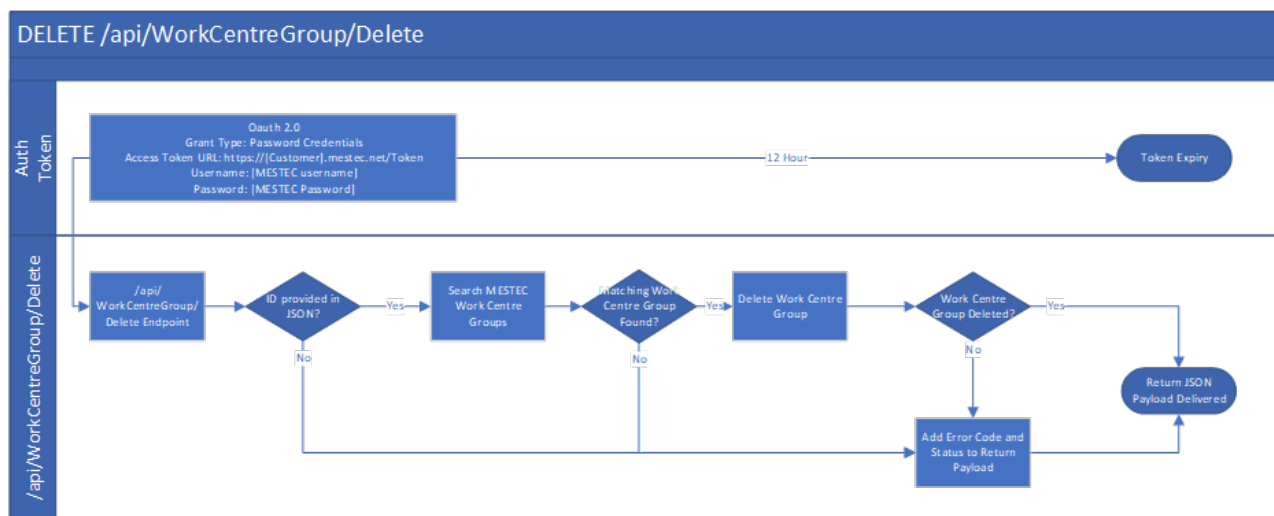 DELETE /api/WorkCentreGroup/Delete
Auth
Token
Oauth 2.0
Grant Type: Password Credentials
Access Token URL: https://[Customer].mestec.net/Token
Username: [MESTEC username]
Password: [MESTEC Password]
12 Hour
Token Expiry
/api/WorkCentreGroup/Delete
/api/
WorkCentreGroup/
Delete Endpoint
ID provided in
JSON?
Yes
No
Search MESTEC
Work Centre
Groups
Matching Work
Centre Group
Found?
Yes
No
Delete Work Centre
Group
Work Centre
Group Deleted?
Yes
No
Return JSON
Payload Delivered
Add Error Code and
Status to Return
Payload